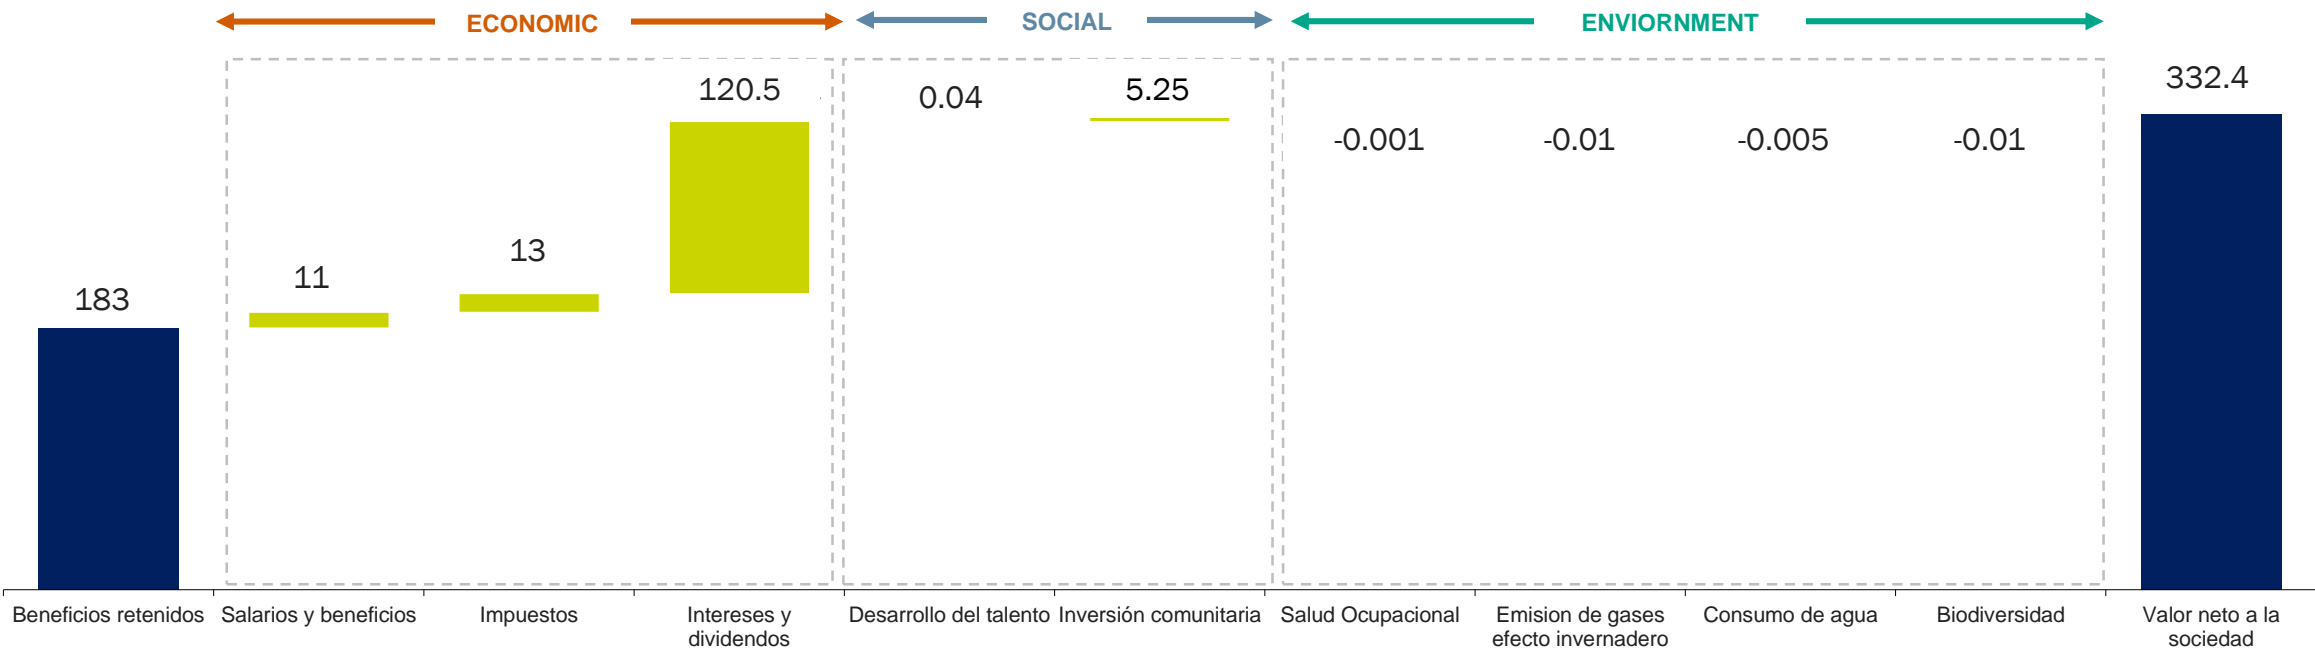 ECONOMIC
SOCIAL
ENVIORNMENT
183
11
13
120.5
0.04
5.25
-0.001
-0.01
-0.005
-0.01
332.4
Beneficios retenidos
Salarios y beneficios
Impuestos
Intereses y
dividendos
Desarrollo del talento
Inversión comunitaria
Salud Ocupacional
Emision de gases
efecto invernadero
Consumo de agua
Biodiversidad
Valor neto a la
sociedad